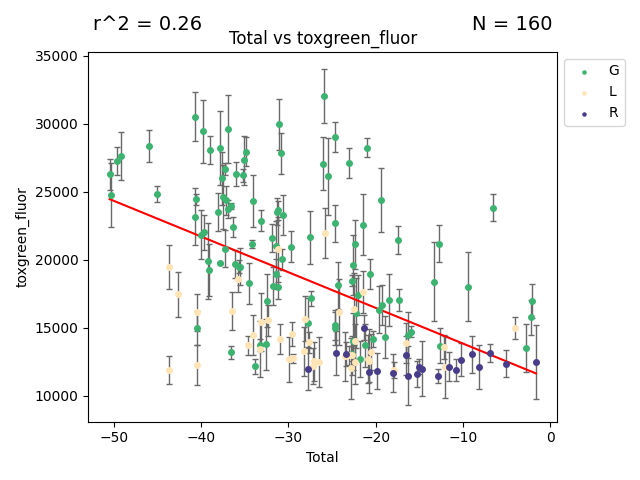 r^2 = 0.26 N = 160
Total vs toxgreen_fluor
35000
30000
25000
20000
15000
10000
toxgreen_fluor
−50 −40 −30 −20 −10 0
Total
G
L
R